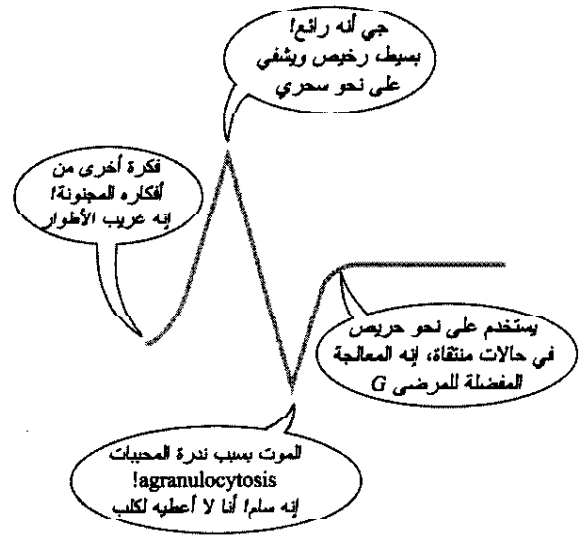 جي أنه رائع!
بسيط رخيص ويشفي
على نحو سحري
فكرة أخرى من
أفكاره المجنونة!
إنه غريب الأطوار
يستخدم على نحو حريص
في حالات منتقاة، إنه المعالجة
المفضلة للمرضى G
الموت بسبب ندرة المحببات
agranulocytosis!
إنه سام! أنا لا أعطيه لكلب